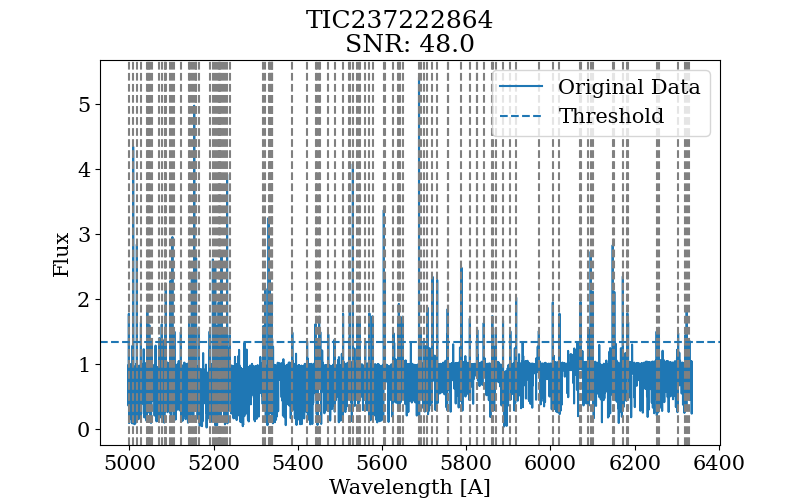 TIC237222864
SNR: 48.0
Original Data
Threshold
Flux
5
4
3
2
1
0
5000 5200 5400 5600 5800 6000 6200 6400
Wavelength [A]